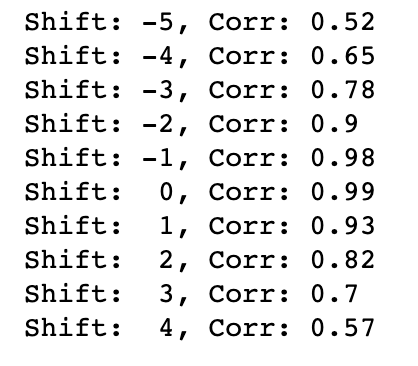 Shift: -5, Corr: 0.52
Shift: -4, Corr: 0.65
Shift: -3, Corr: 0.78
Shift: -2, Corr: 0.9
Shift: -1, Corr: 0.98
Shift:  0, Corr: 0.99
Shift:  1, Corr: 0.93
Shift:  2, Corr: 0.82
Shift:  3, Corr: 0.7
Shift:  4, Corr: 0.57